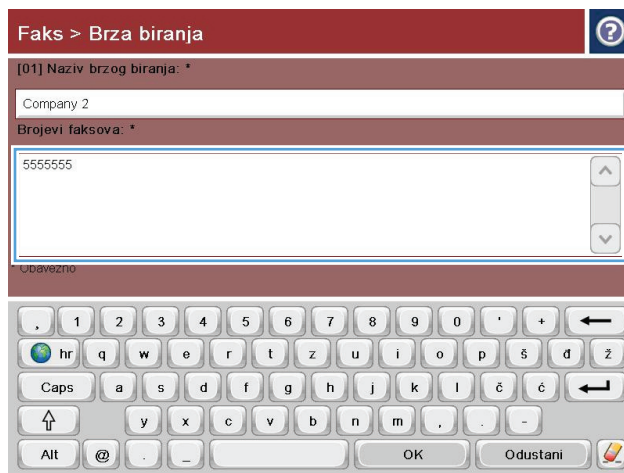 Faks > Brza biranja
?
[01] Naziv brzog biranja: *
Company 2
Brojevi faksova: *
5555555
* Obavezno
¸ 1 2 3 4 5 6 7 8 9 0 ' +
hr q w e r t z u i o p š đ ž
Caps a s d f g h j k l č ć
y x c v b n m , . -
Alt @ . _ OK Odustani